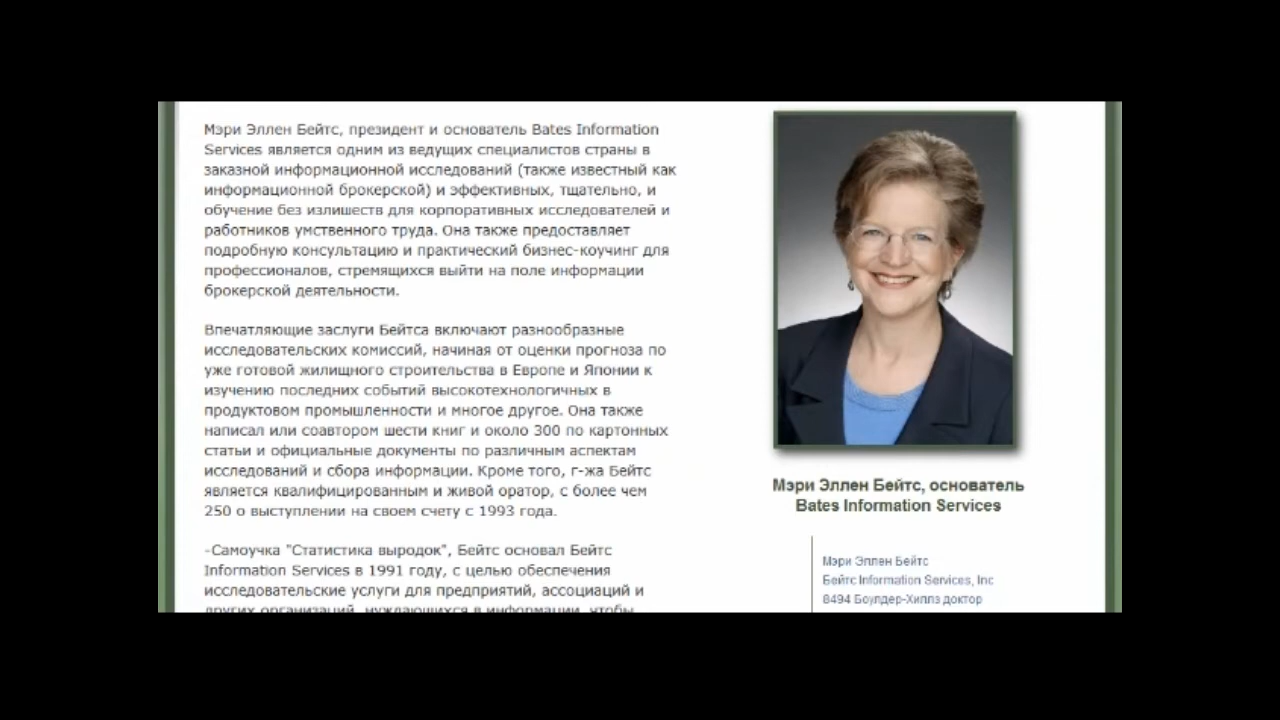 Мэри Эллен Бейтс, президент и основатель Bates Information
Services является одним из ведущих специалистов страны в
заказной информационной исследований (также известный как
информационной брокерской) и эффективных, тщательно, и
обучение без излишеств для корпоративных исследователей и
работников умственного труда. Она также предоставляет
подробную консультацию и практический бизнес-коучинг для
профессионалов, стремящихся выйти на поле информации
брокерской деятельности.
Впечатляющие заслуги Бейтса включают разнообразные
исследовательских комиссий, начиная от оценки прогноза по
уже готовой жилищного строительства в Европе и Японии к
изучению последних событий высокотехнологичных в
продуктовом промышленности и многое другое. Она также
написал или соавтором шести книг и около 300 по картонных
статьи и официальные документы по различным аспектам
исследований и сбора информации. Кроме того, г-жа Бейтс
является квалифицированным и живой оратор, с более чем
250 о выступлении на своем счету с 1993 года.
-Самоучка "Статистика выродок", Бейтс основал Бейтс
Information Services в 1991 году, с целью обеспечения
исследовательские услуги для предприятий, ассоциаций и
других организаций, нуждающихся в информации, чтобы
Мэри Эллен Бейтс, основатель
Bates Information Services
Мэри Эллен Бейтс
Бейтс Information Services, Inc
8494 Боулдер-Хиллз доктор